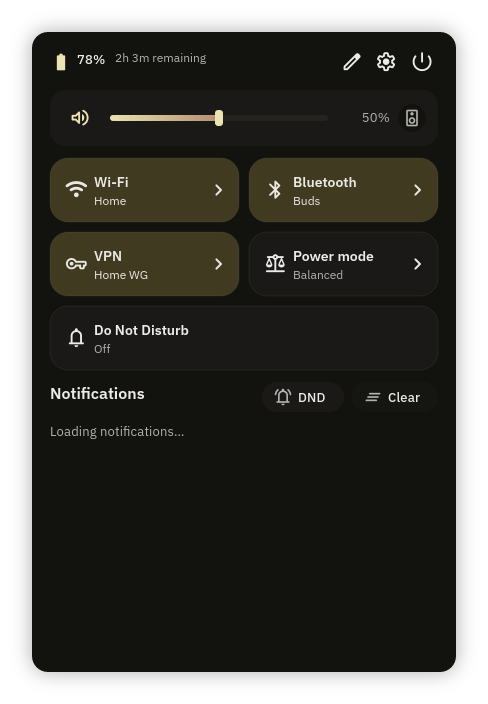 78% 2h 3m remaining
50%
Wi-Fi
Home
Bluetooth
Buds
VPN
Home WG
Power mode
Balanced
Do Not Disturb
Off
Notifications
DND
Clear
Loading notifications...